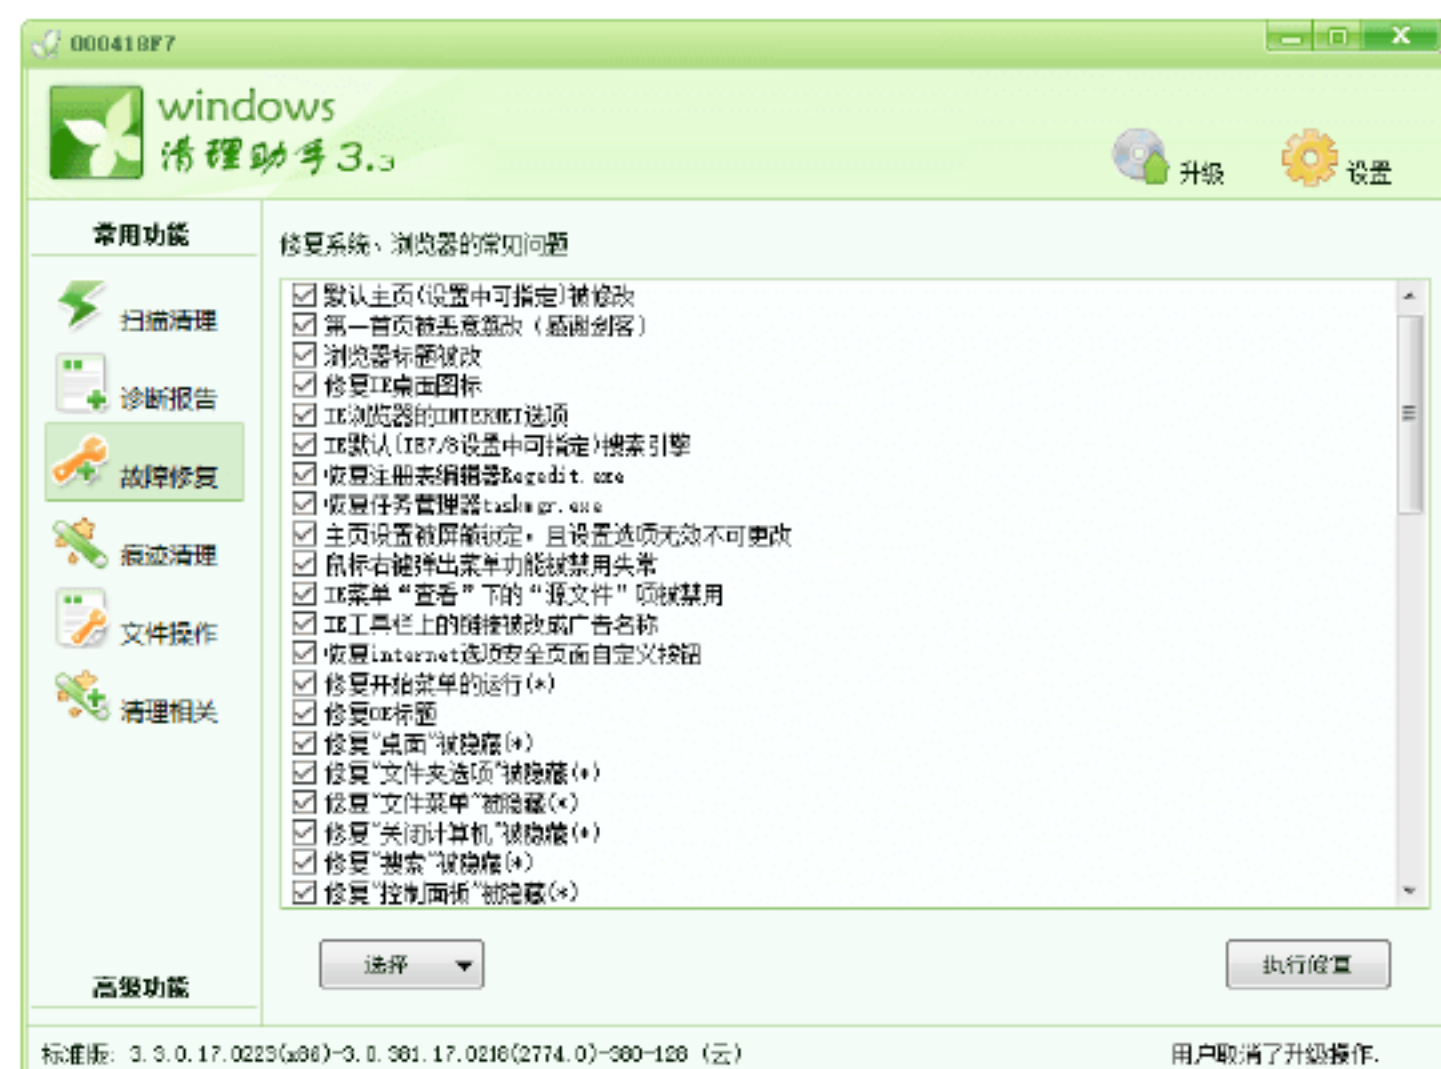 000418F7
windows
清理助手3.3
升级
设置
常用功能
修复系统、浏览器的常见问题
扫描清理
诊断报告
故障修复
痕迹清理
文件操作
清理相关
默认主页(设置中可指定)被修改
第一首页被恶意篡改（感谢剑客）
浏览器标题被改
修复IE桌面图标
IE浏览器的INTERNET选项
IE默认(IE7/8设置中可指定)搜索引擎
恢复注册表编辑器Regedit.exe
恢复任务管理器taskmgr.exe
主页设置被屏蔽锁定，且设置选项无效不可更改
鼠标右键弹出菜单功能被禁用失常
IE菜单“查看”下的“源文件”项被禁用
IE工具栏上的链接被改成广告名称
恢复internet选项安全页面自定义按钮
修复开始菜单的运行(*)
修复OE标题
修复"桌面"被隐藏(*)
修复"文件夹选项"被隐藏(*)
修复"文件菜单"被隐藏(*)
修复"关闭计算机"被隐藏(*)
修复"搜索"被隐藏(*)
修复"控制面板"被隐藏(*)
选择
执行修复
高级功能
标准版: 3.3.0.17.0223(x86)-3.0.381.17.0216(2774.0)-380-128 (云)
用户取消了升级操作.